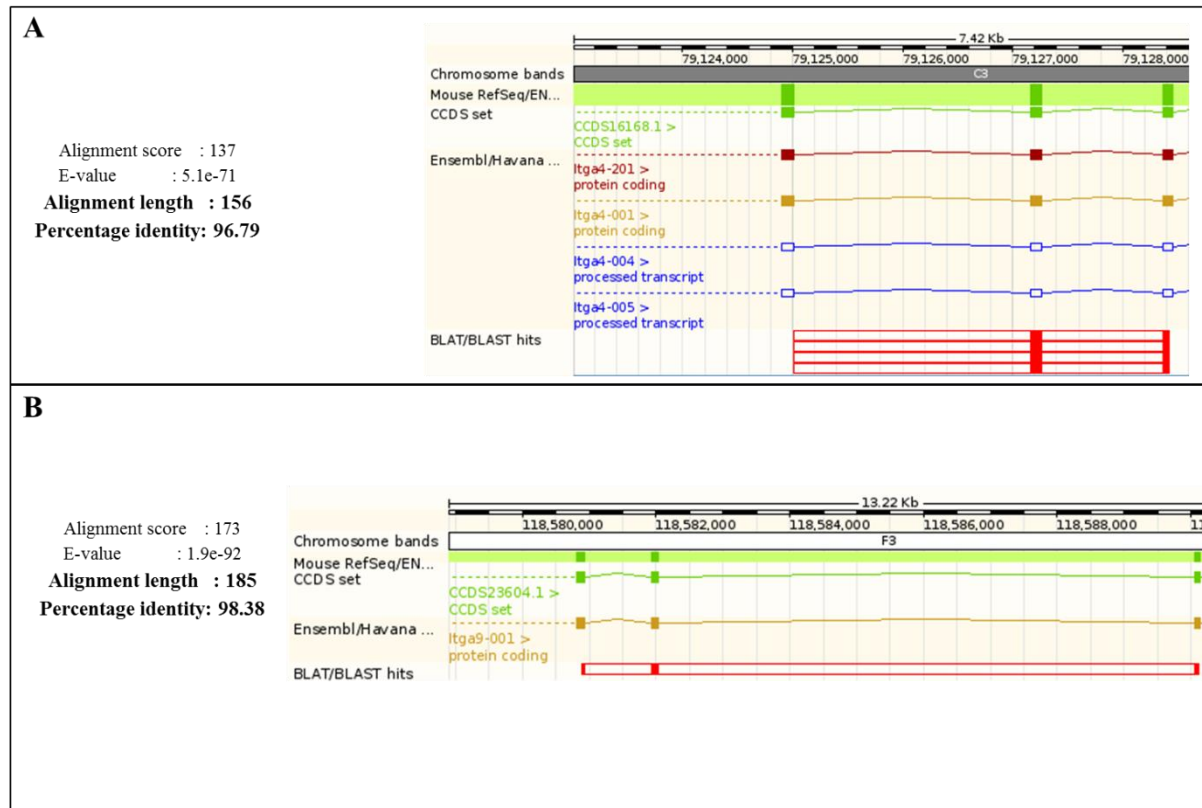 A
Alignment score : 137
E-value : 5.1e-71
Alignment length : 156
Percentage identity: 96.79
7.42 Kb
79,124,000 79,125,000 79,126,000 79,127,000 79,128,000
Chromosome bands C3
Mouse RefSeq/EN...
CCDS set
CCDS16168.1 >
CCDS set
Ensembl/Havana ...
Itga4-201 >
protein coding
Itga4-001 >
protein coding
Itga4-004 >
processed transcript
Itga4-005 >
processed transcript
BLAT/BLAST hits
B
Alignment score : 173
E-value : 1.9e-92
Alignment length : 185
Percentage identity: 98.38
13.22 Kb
118,580,000 118,582,000 118,584,000 118,586,000 118,588,000
Chromosome bands F3
Mouse RefSeq/EN...
CCDS set
CCDS23604.1 >
CCDS set
Ensembl/Havana ...
Itga9-001 >
protein coding
BLAT/BLAST hits